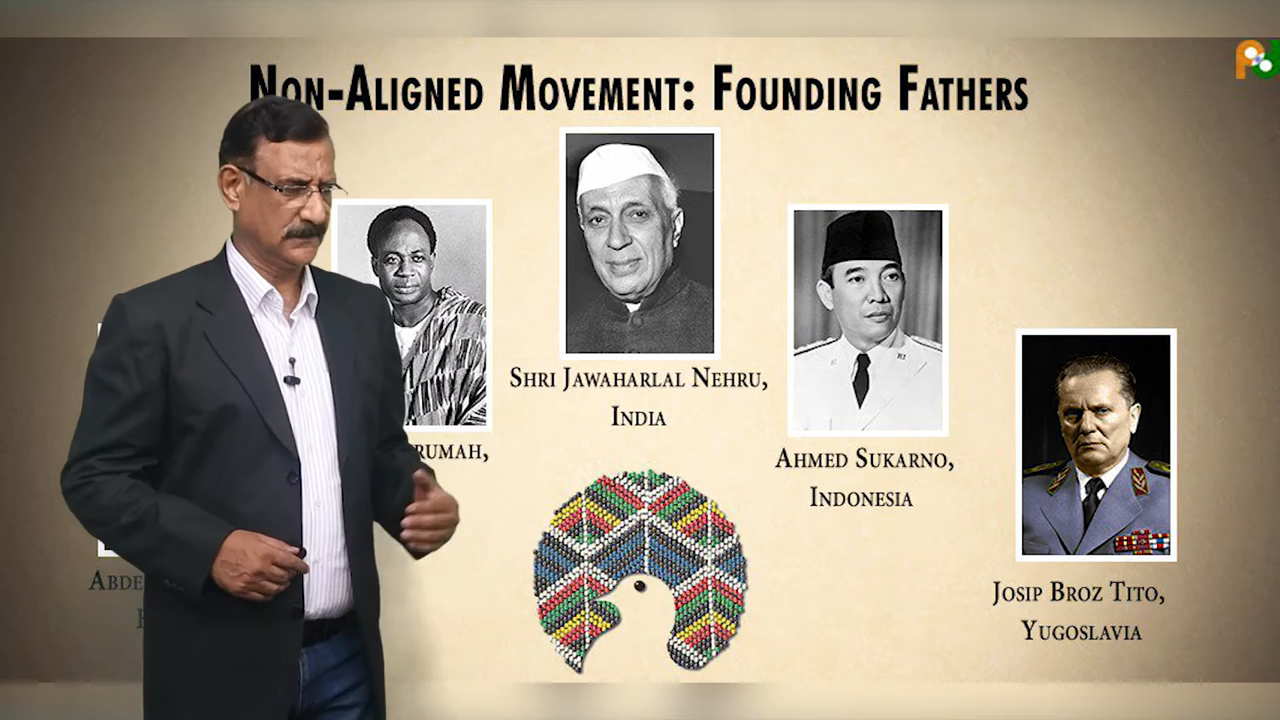 NON-ALIGNED MOVEMENT: FOUNDING FATHERS
SHRI JAWAHARLAL NEHRU,
INDIA
AHMED SUKARNO,
INDONESIA
JOSIP BROZ TITO,
YUGOSLAVIA